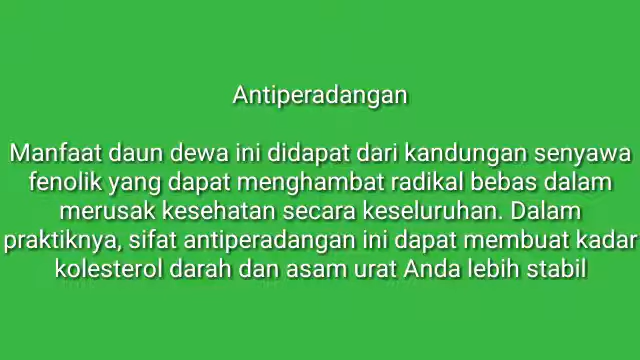 Antiperadangan
Manfaat daun dewa ini didapat dari kandungan senyawa
fenolik yang dapat menghambat radikal bebas dalam
merusak kesehatan secara keseluruhan. Dalam
praktiknya, sifat antiperadangan ini dapat membuat kadar
kolesterol darah dan asam urat Anda lebih stabil